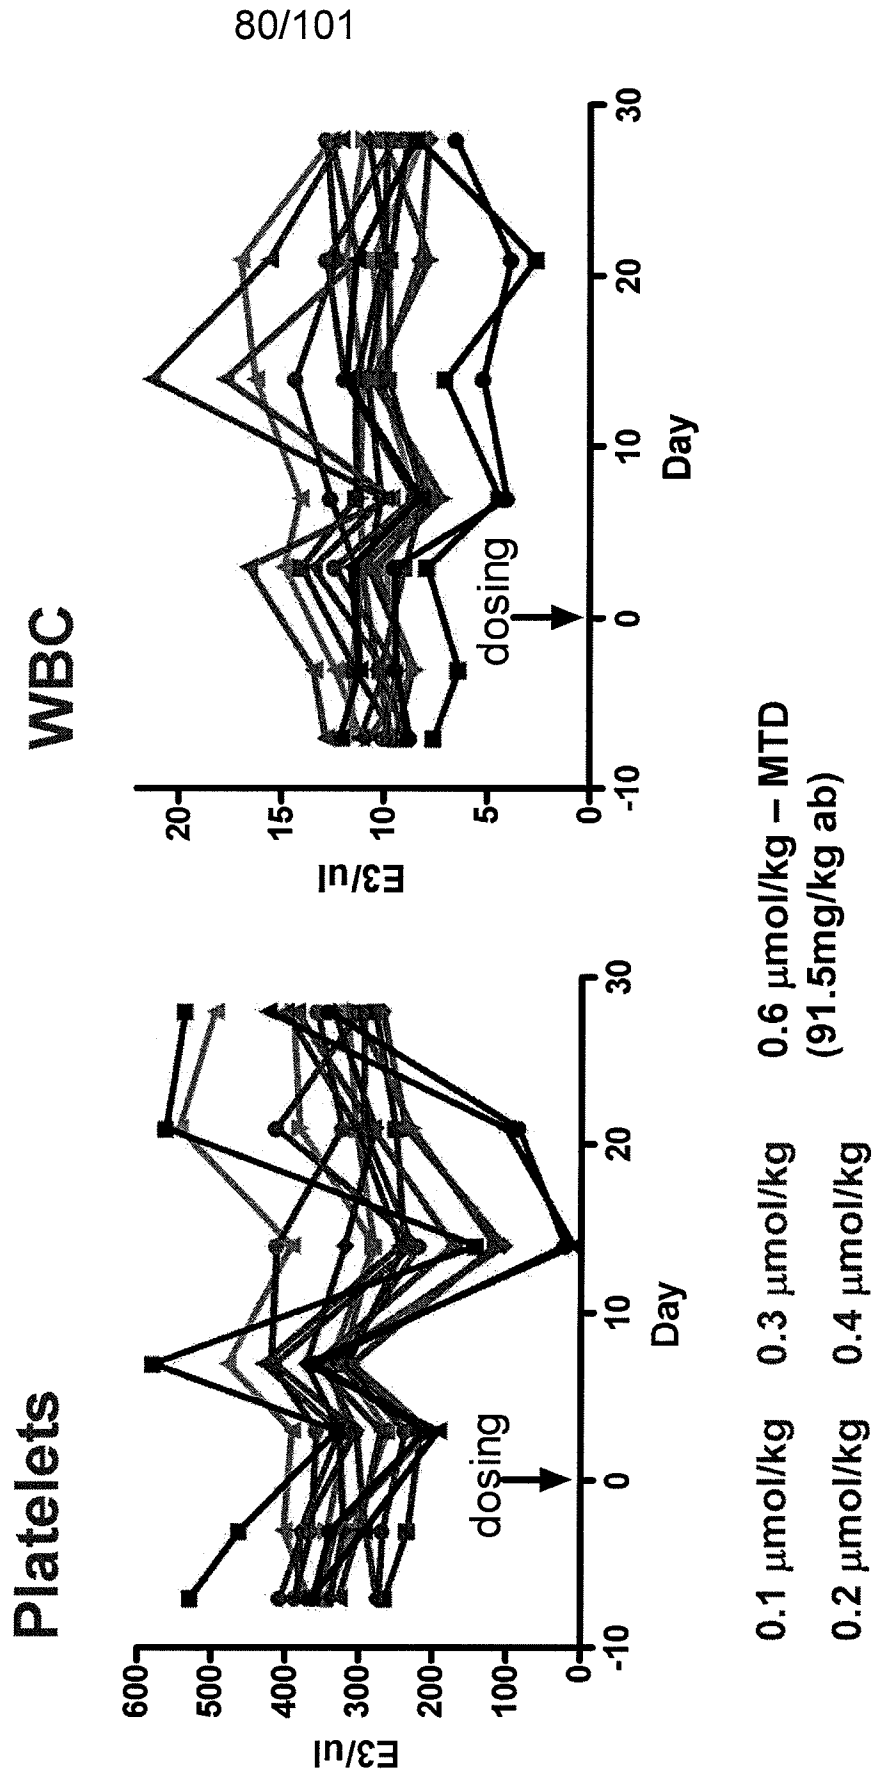 80/101
Platelets
E3/ul
600
500
400
300
200
100
0
-10
0
10
20
30
dosing
Day
WBC
E3/ul
20
15
10
5
0
-10
0
10
20
30
dosing
Day
0.1 μmol/kg
0.3 μmol/kg
0.6 μmol/kg – MTD
(91.5mg/kg ab)
0.2 μmol/kg
0.4 μmol/kg